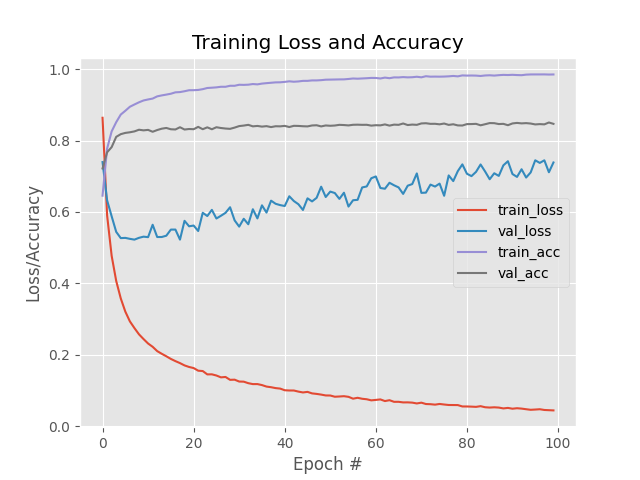 Training Loss and Accuracy
1.0
0.8
0.6
0.4
0.2
0.0
Loss/Accuracy
train_loss
val_loss
train_acc
val_acc
0 20 40 60 80 100
Epoch #